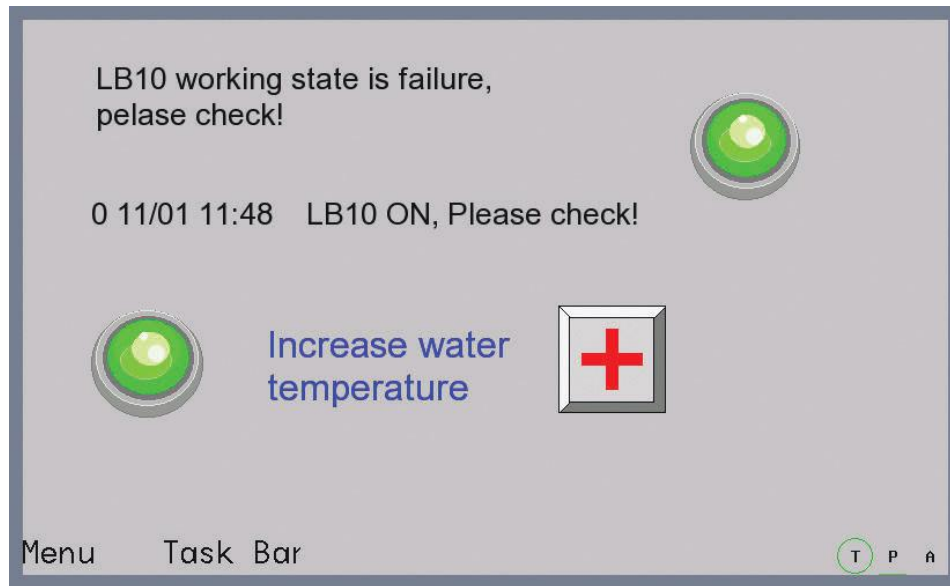 LB10 working state is failure,
pelase check!
0 11/01 11:48 LB10 ON, Please check!
Increase water
temperature
Menu Task Bar T P A